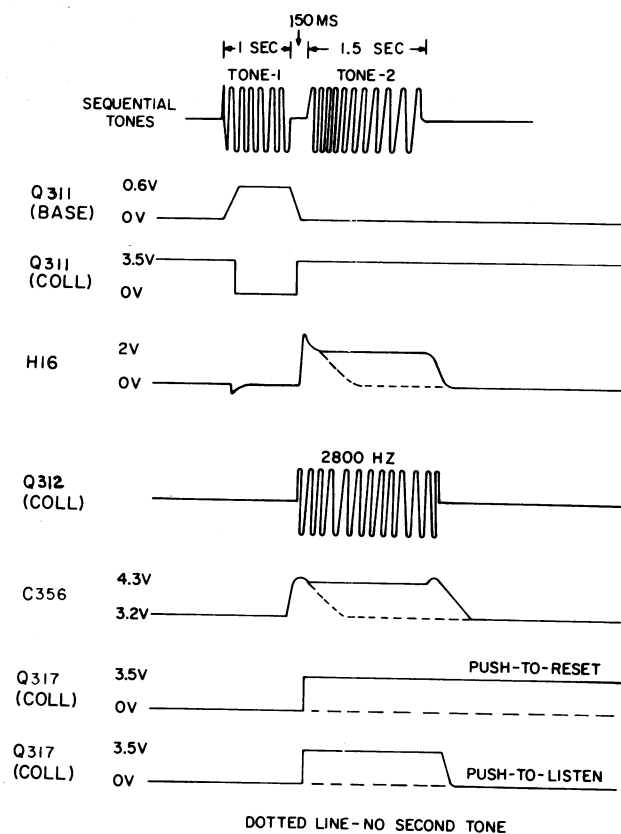 150MS
1 SEC 1.5 SEC
TONE-1 TONE-2
SEQUENTIAL
TONES
Q311
(BASE)
0.6V
0V
Q311
(COLL)
3.5V
0V
H16
2V
0V
2800 HZ
Q312
(COLL)
C356
4.3V
3.2V
Q317
(COLL)
3.5V
0V
PUSH-TO-RESET
Q317
(COLL)
3.5V
0V
PUSH-TO-LISTEN
DOTTED LINE-NO SECOND TONE